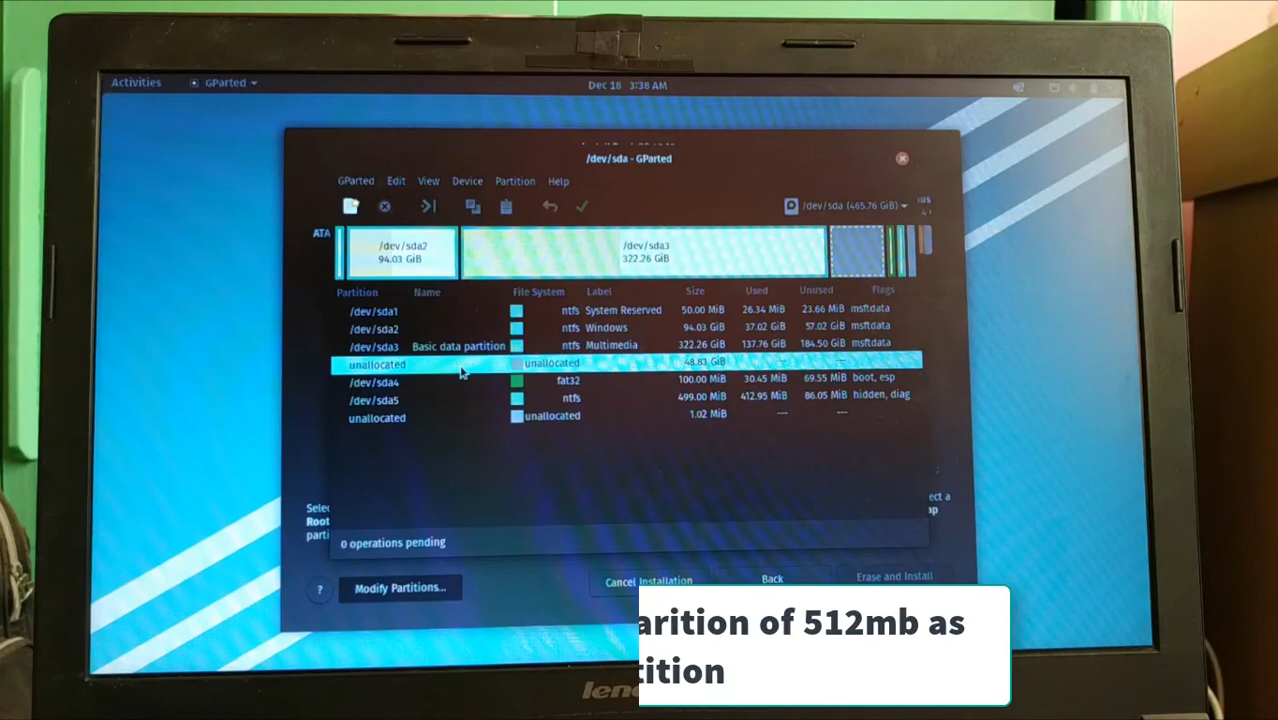 Activities GParted Dec 18 3:38 AM
/dev/sda - GParted
GParted Edit View Device Partition Help
/dev/sda (465.76 GiB)
ATA /dev/sda2 /dev/sda3
94.03 GiB 322.26 GiB
Partition Name File System Label Size Used Unused Flags
/dev/sda1 ntfs System Reserved 50.00 MiB 26.34 MiB 23.66 MiB msftdata
/dev/sda2 ntfs Windows 94.03 GiB 37.02 GiB 57.02 GiB msftdata
/dev/sda3 Basic data partition ntfs Multimedia 322.26 GiB 137.76 GiB 184.50 GiB msftdata
unallocated unallocated 48.83 GiB --- ---
/dev/sda4 fat32 100.00 MiB 30.45 MiB 69.55 MiB boot, esp
/dev/sda5 ntfs 499.00 MiB 412.95 MiB 86.05 MiB hidden, diag
unallocated unallocated 1.02 MiB --- ---
Selec ect a
Root ap
parti
0 operations pending
? Modify Partitions... Cancel Installation Back Erase and Install
arition of 512mb as
tition
leno